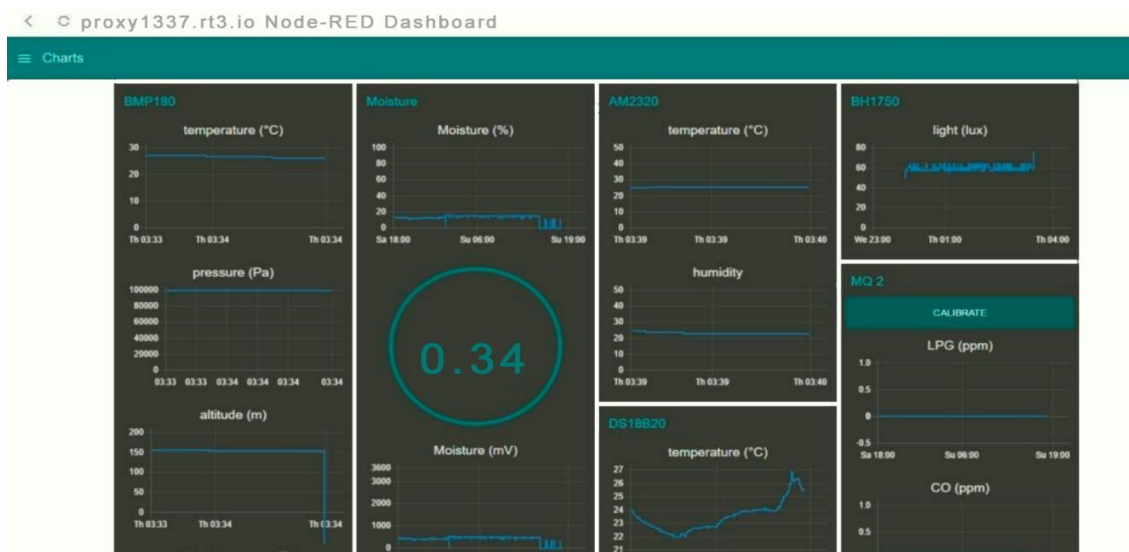 proxy1337.rt3.io Node-RED Dashboard
Charts
BMP180
temperature (°C)
30
20
10
0
Th 03:33 Th 03:34 Th 03:34
pressure (Pa)
100000
80000
60000
40000
20000
0
03:33 03:33 03:34 03:34 03:34 03:34
altitude (m)
200
150
100
50
0
Th 03:33 Th 03:34 Th 03:34
Moisture
Moisture (%)
100
80
60
40
20
0
Sa 18:00 Su 06:00 Su 19:00
0.34
Moisture (mV)
3600
3000
2000
1000
0
AM2320
temperature (°C)
50
40
30
20
10
0
Th 03:39 Th 03:39 Th 03:40
humidity
50
40
30
20
10
0
Th 03:39 Th 03:39 Th 03:40
DS18B20
temperature (°C)
27
26
25
24
23
22
21
BH1750
light (lux)
80
60
40
20
0
We 23:00 Th 01:00 Th 04:00
MQ 2
CALIBRATE
LPG (ppm)
1.0
0.5
0
-0.5
Sa 18:00 Su 06:00 Su 19:00
CO (ppm)
1.0
0.5